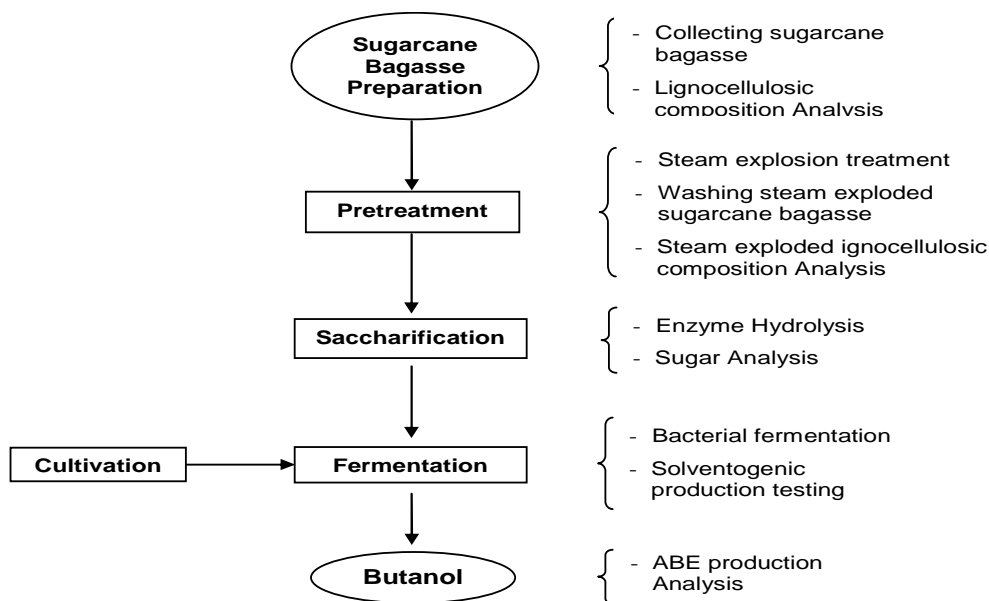 Sugarcane
Bagasse
Preparation
- Collecting sugarcane
bagasse
- Lignocellulosic
composition Analysis
Pretreatment
- Steam explosion treatment
- Washing steam exploded
sugarcane bagasse
- Steam exploded ignocellulosic
composition Analysis
Saccharification
- Enzyme Hydrolysis
- Sugar Analysis
Cultivation
Fermentation
- Bacterial fermentation
- Solventogenic
production testing
Butanol
- ABE production
Analysis